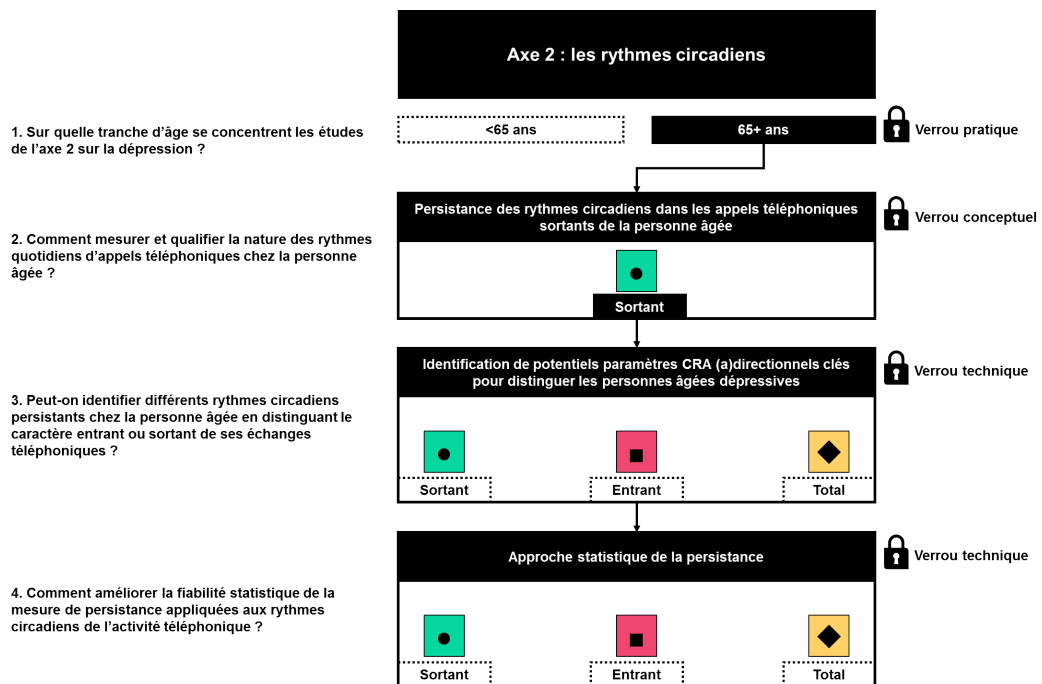 Axe 2 : les rythmes circadiens
1. Sur quelle tranche d'âge se concentrent les études
de l'axe 2 sur la dépression ?
<65 ans
65+ ans
Verrou pratique
Persistance des rythmes circadiens dans les appels téléphoniques
sortants de la personne âgée
Verrou conceptuel
2. Comment mesurer et qualifier la nature des rythmes
quotidiens d'appels téléphoniques chez la personne
âgée ?
Sortant
Identification de potentiels paramètres CRA (a)directionnels clés
pour distinguer les personnes âgées dépressives
Verrou technique
3. Peut-on identifier différents rythmes circadiens
persistants chez la personne âgée en distinguant le
caractère entrant ou sortant de ses échanges
téléphoniques ?
Sortant
Entrant
Total
Approche statistique de la persistance
Verrou technique
4. Comment améliorer la fiabilité statistique de la
mesure de persistance appliquées aux rythmes
circadiens de l'activité téléphonique ?
Sortant
Entrant
Total